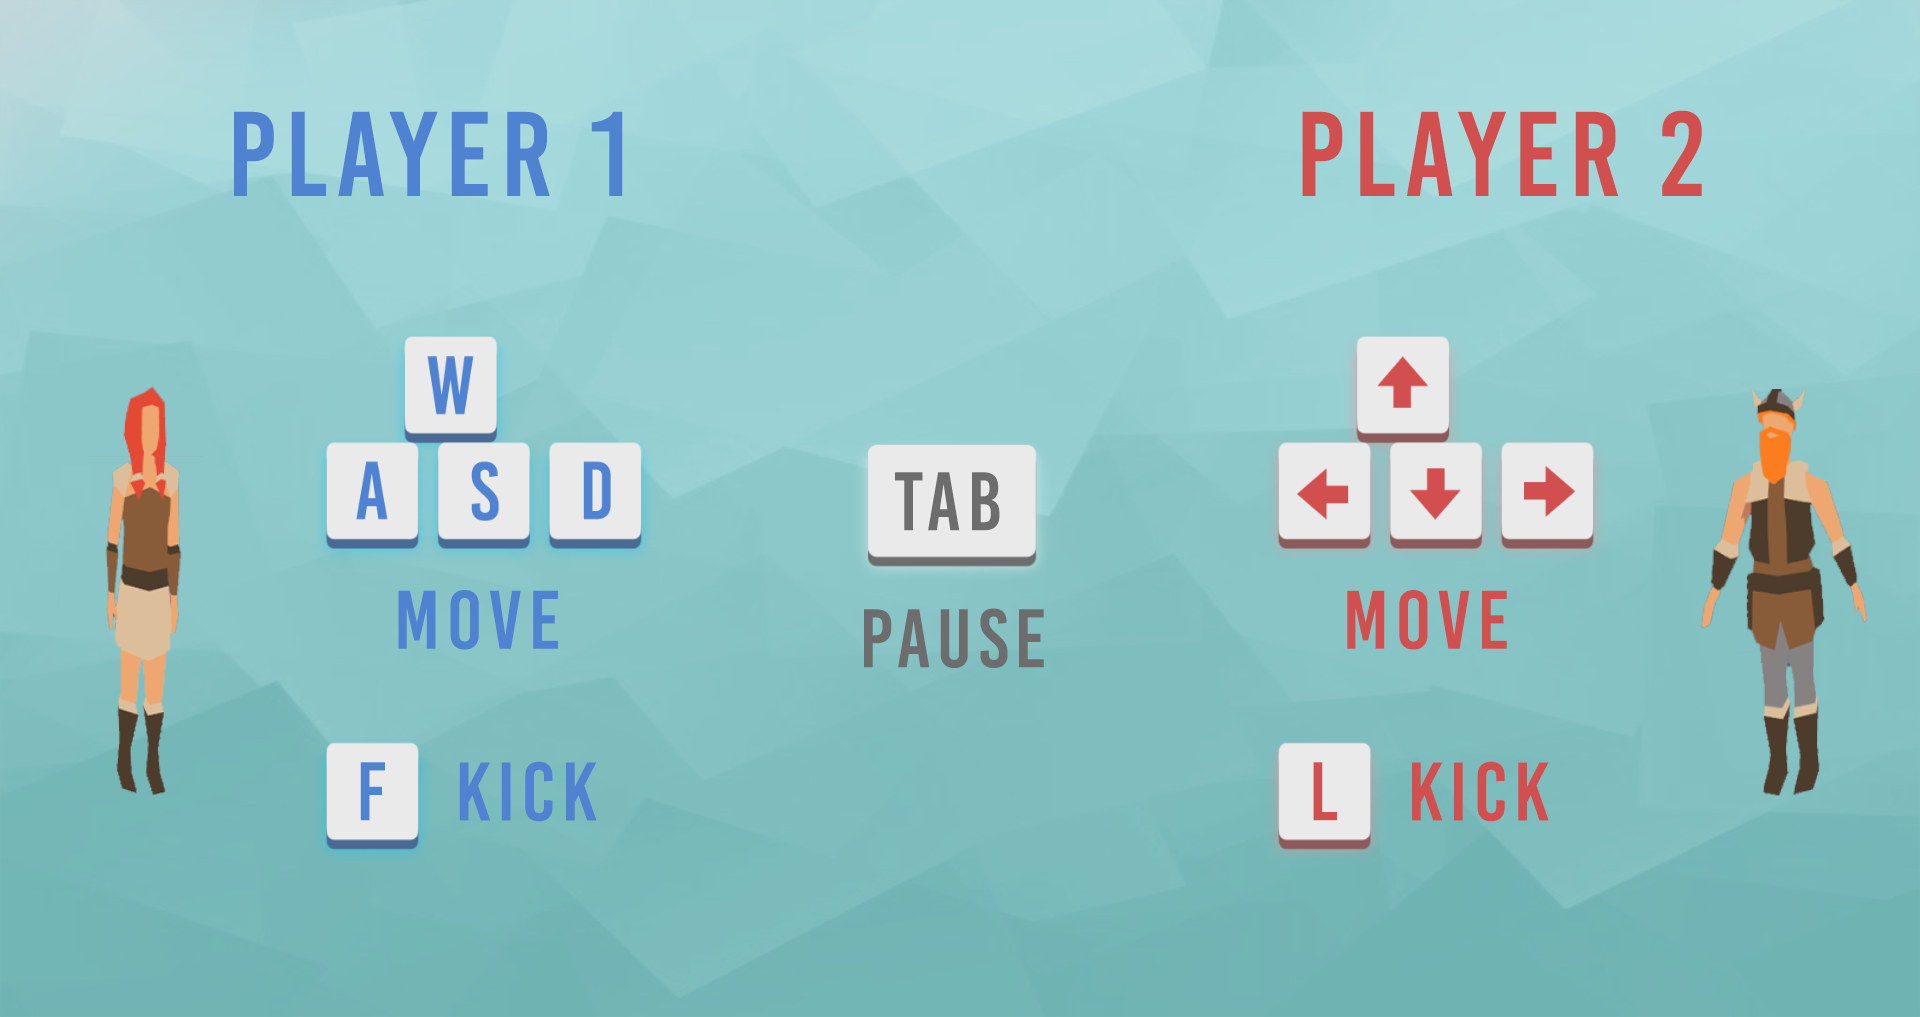 PLAYER 1
W
A S D
MOVE
F KICK
TAB
PAUSE
PLAYER 2
MOVE
L KICK